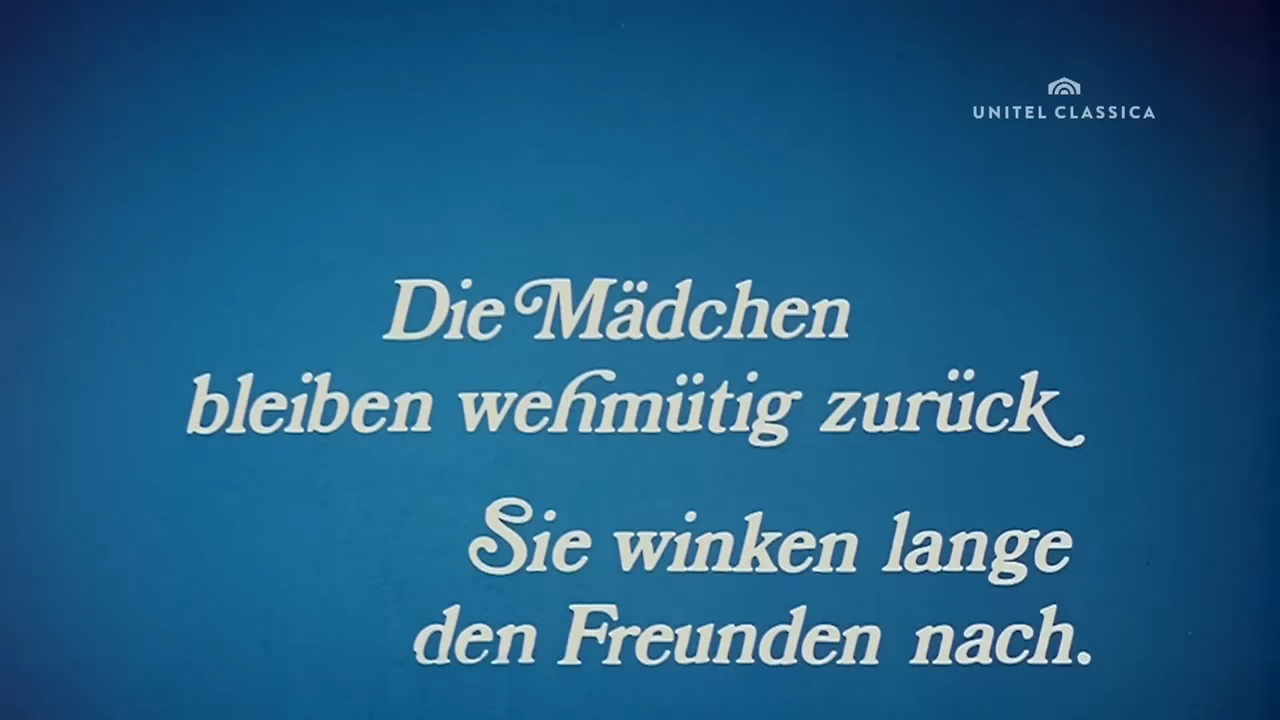 UNITEL CLASSICA
Die Mädchen
bleiben wehmütig zurück
Sie winken lange
den Freunden nach.